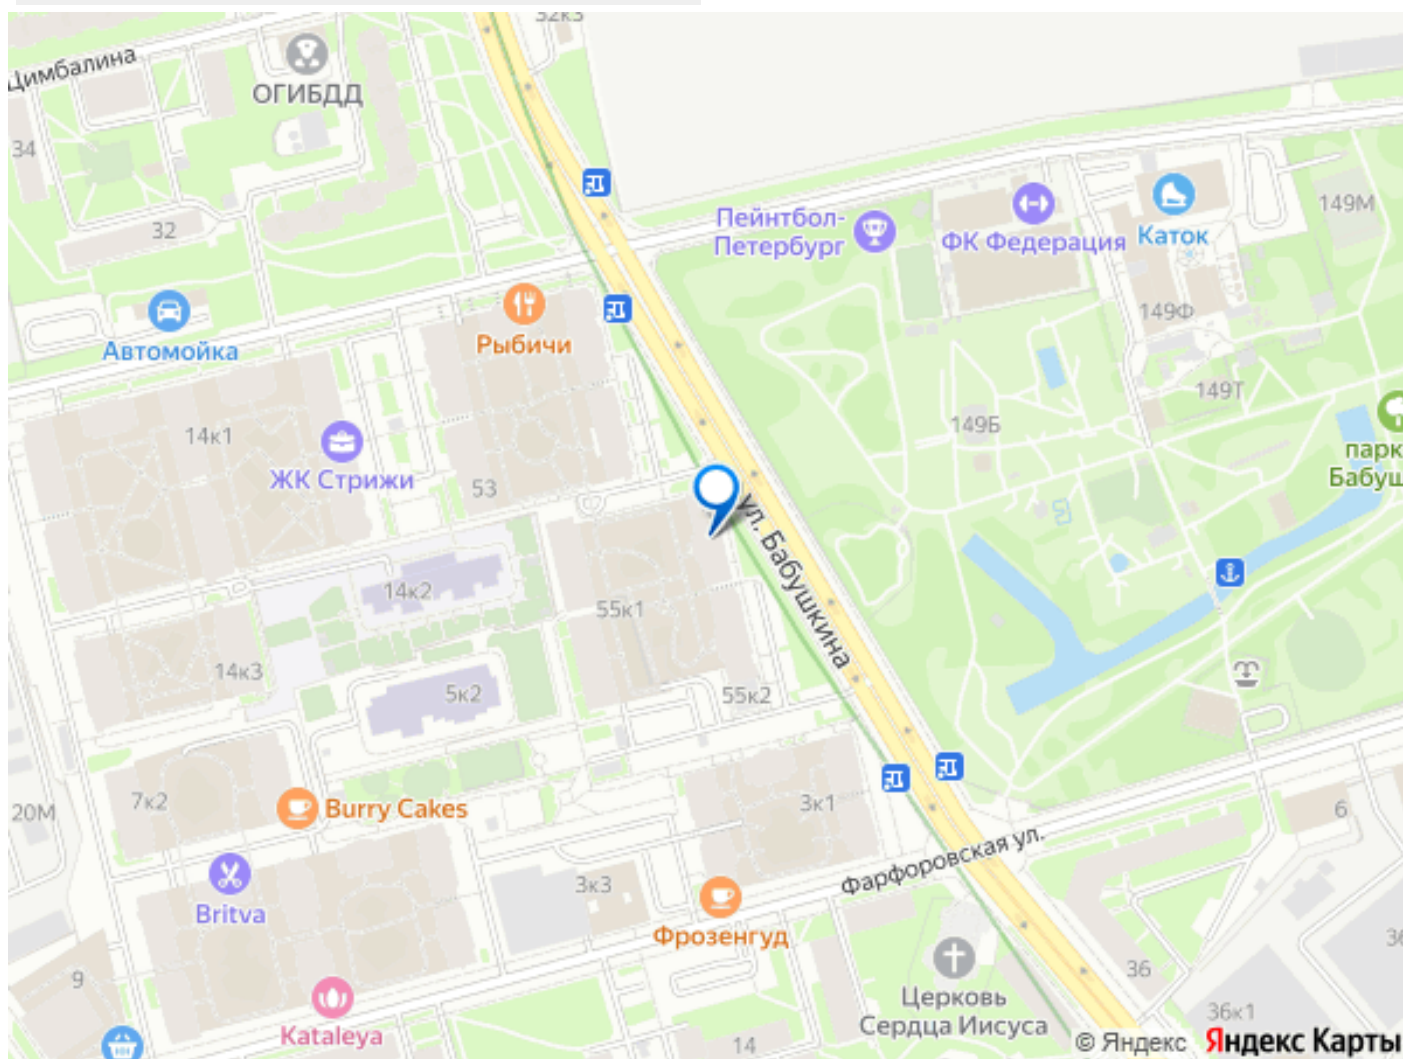 32к3
Цимбалина
ОГИБДД
34
32
149М
Пейнтбол-
Петербург
ФК Федерация
Каток
149Ф
Автомойка
Рыбичи
149Т
149Б
14к1
парк
Бабуш
ЖК Стрижи
53
ул. Бабушкина
14к2
55к1
14к3
5к2
55к2
7к2
20М
Burry Cakes
3к1
6
Фарфоровская ул.
3к3
Britva
Фрозенгуд
36
9
36
Церковь
Сердца Иисуса
36к1
Kataleya
14
© Яндекс Яндекс Карты